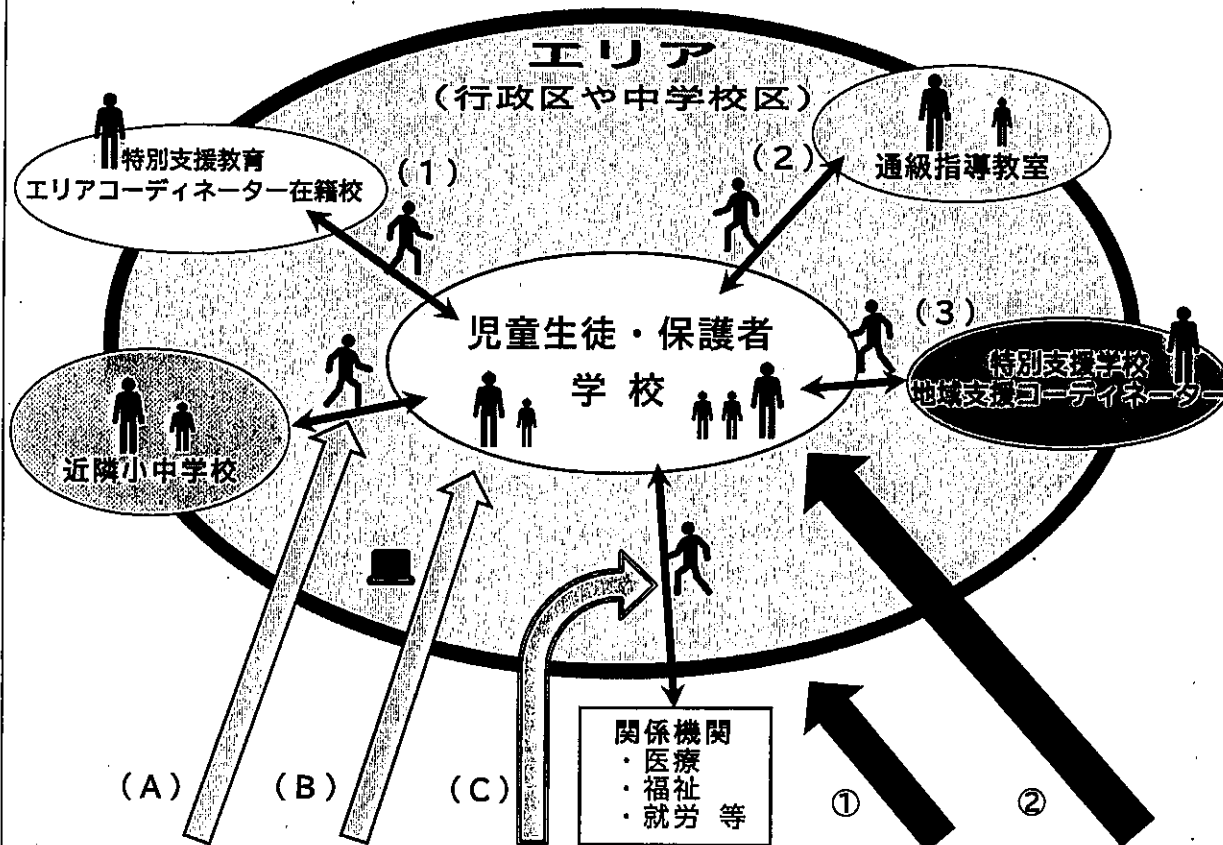 エリア
（行政区や中学校区）
特別支援教育
エリアコーディネーター在籍校
（1）
（2）
通級指導教室
児童生徒・保護者
学校
（3）
特別支援学校
地域支援コーディネーター
近隣小中学校
（A）
（B）
（C）
関係機関
・医療
・福祉
・就労 等
①
②